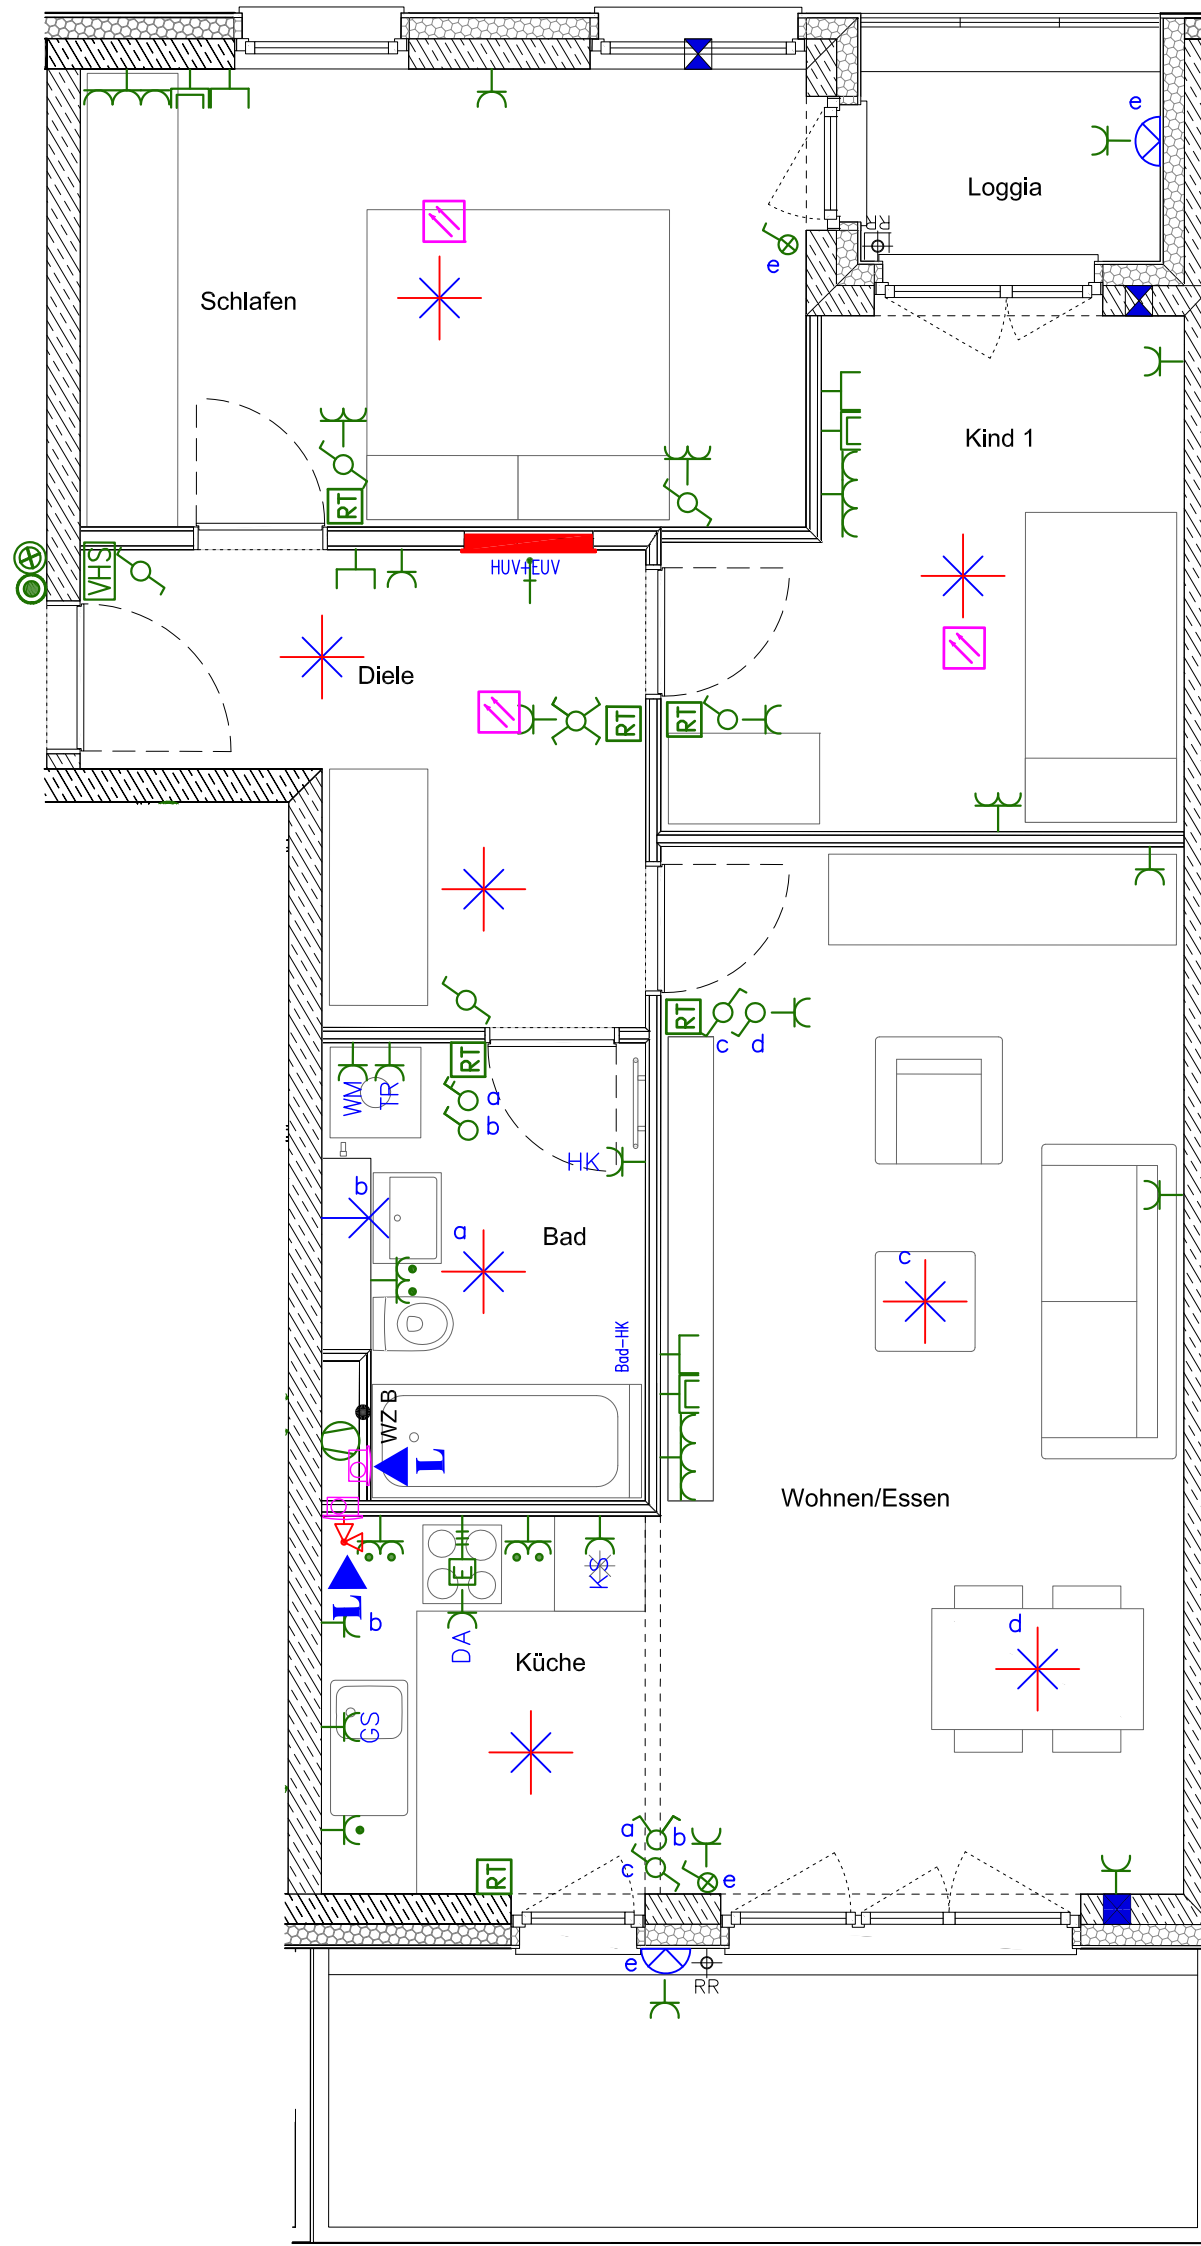 e
Loggia
RR
e
Schlafen
Kind 1
RT
VHS
HUV+EUV
Diele
RT
RT
RT
c
d
RT
WM
TR
a
b
HK
b
a
Bad
c
Bad-HK
WZ B
L
Wohnen/Essen
E
KS
L
b
d
DA
Küche
GS
a
b
c
RT
e
e
RR